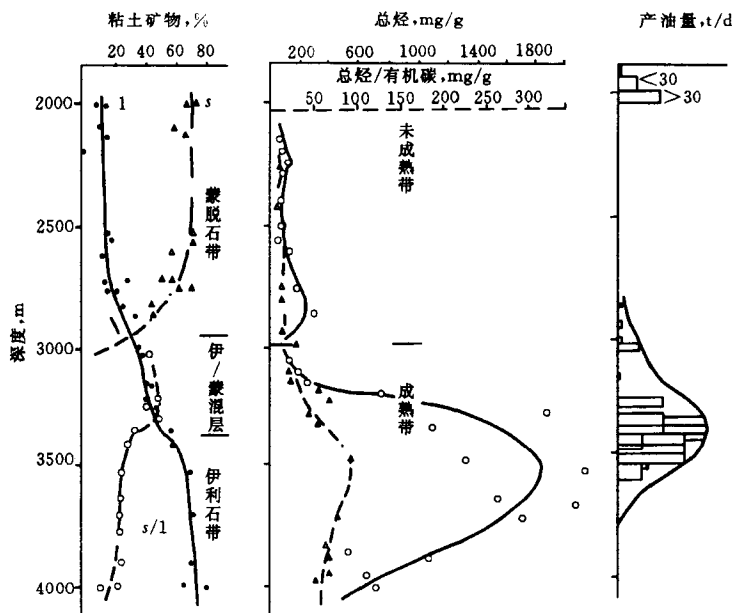 粘土矿物,%
20 40 60 80
总烃,mg/g
200 600 1000 1400 1800
总烃/有机碳,mg/g
50 100 150 200 250 300
产油量,t/d
<30
>30
深度,m
2000
2500
3000
3500
4000
1
s
蒙脱石带
伊/蒙混层
伊利石带
s/1
未成熟带
成熟带